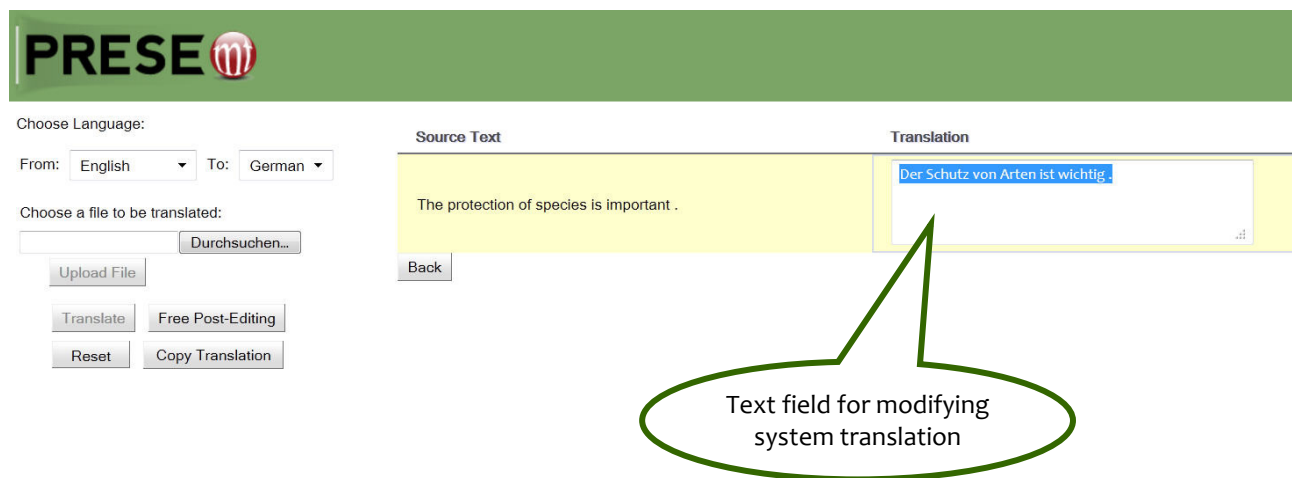 PRESEmt
Choose Language:
From: English To: German
Choose a file to be translated:
Durchsuchen...
Upload File
Translate Free Post-Editing
Reset Copy Translation
Source Text Translation
The protection of species is important . Der Schutz von Arten ist wichtig .
Back
Text field for modifying
system translation